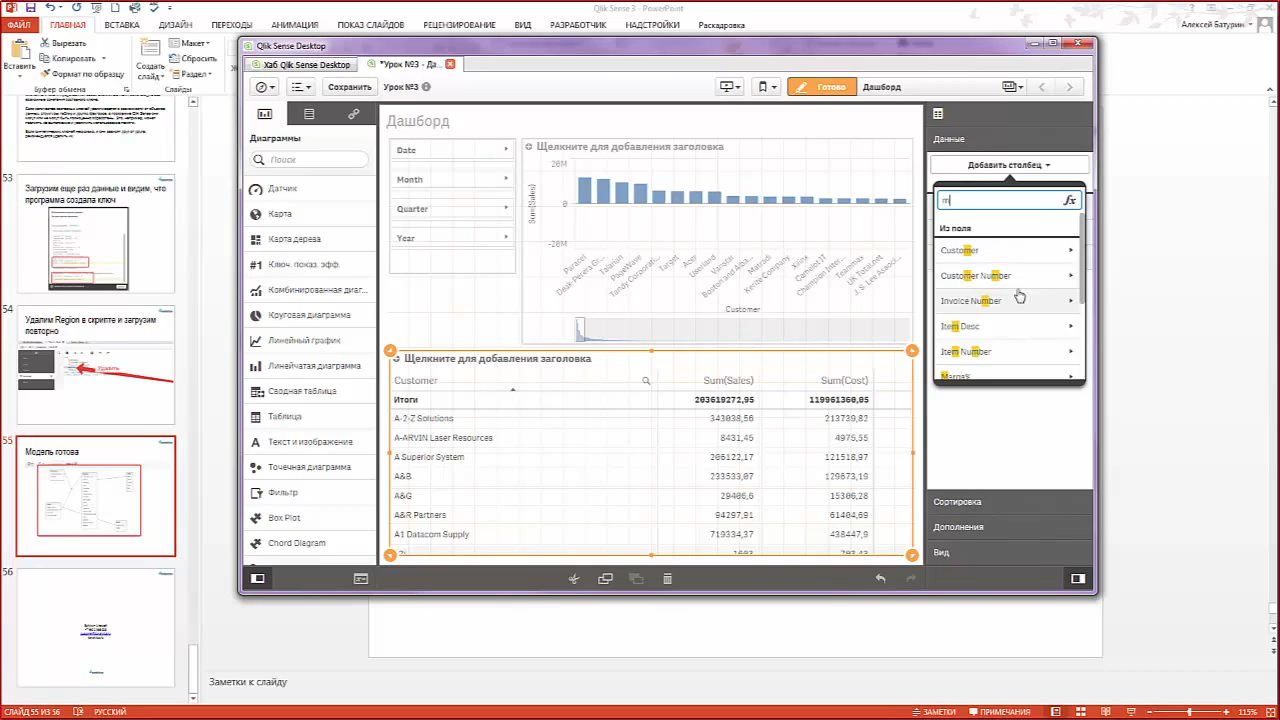 Qlik Sense 3 - PowerPoint
ФАЙЛ ГЛАВНАЯ ВСТАВКА ДИЗАЙН ПЕРЕХОДЫ АНИМАЦИЯ ПОКАЗ СЛАЙДОВ РЕЦЕНЗИРОВАНИЕ ВИД РАЗРАБОТЧИК НАДСТРОЙКИ Раскадровка
Алексей Батурин
Вставить
Вырезать
Копировать
Формат по образцу
Буфер обмена
Создать слайд
Макет
Сбросить
Раздел
Слайды
53
Загрузим еще раз данные и видим, что
программа создала ключ
54
Удалим Region в скрипте и загрузим
повторно
Удалить
55
Модель готова
56
Qlik Sense Desktop
Хаб Qlik Sense Desktop
*Урок №3 - Да...
Сохранить
Урок №3
Готово
Дашборд
Диаграммы
Поиск
Датчик
Карта
Карта дерева
#1 Ключ. показ. эфф.
Комбинированная диаг...
Круговая диаграмма
Линейный график
Линейчатая диаграмма
Сводная таблица
Таблица
Текст и изображение
Точечная диаграмма
Фильтр
Box Plot
Chord Diagram
Дашборд
Date
Month
Quarter
Year
Щелкните для добавления заголовка
Sum(Sales)
20M
0
-20M
Customer
Щелкните для добавления заголовка
Customer Sum(Sales) Sum(Cost)
Итоги 203619272,95 119961360,05
A-2-Z Solutions 343038,56 213739,82
A-ARVIN Laser Resources 8431,45 4975,55
A Superior System 206122,17 121518,97
A&B 233533,07 129673,19
A&G 29406,6 15306,28
A&R Partners 94297,91 61404,69
A1 Datacom Supply 719334,37 438447,9
Данные
Добавить столбец
m
fx
Из поля
Customer
Customer Number
Invoice Number
Item Desc
Item Number
Сортировка
Дополнения
Вид
Заметки к слайду
СЛАЙД 55 ИЗ 56
РУССКИЙ
ЗАМЕТКИ
ПРИМЕЧАНИЯ
115%